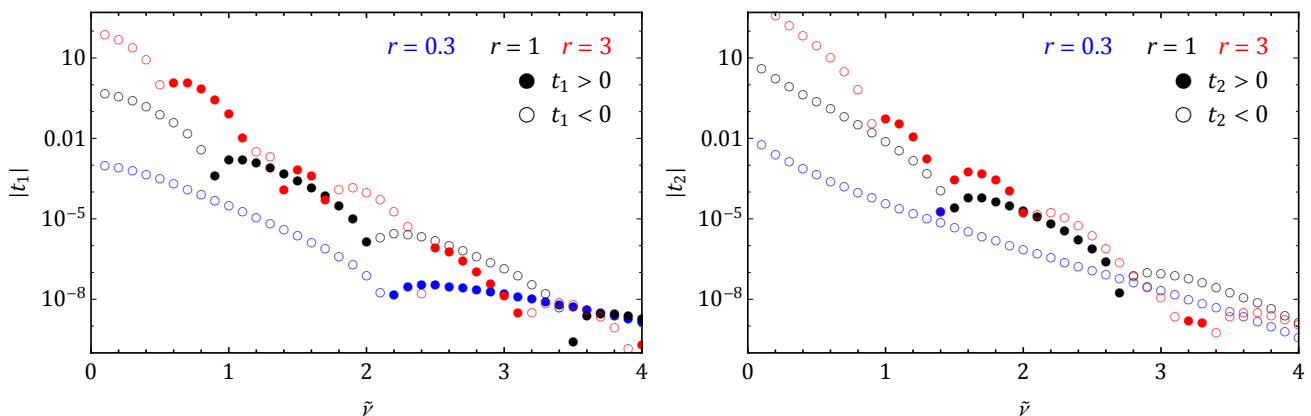 r = 0.3 r = 1 r = 3
t₁ > 0
t₁ < 0
10
0.01
10⁻⁵
10⁻⁸
|t₁|
0 1 2 3 4
ṽ
r = 0.3 r = 1 r = 3
t₂ > 0
t₂ < 0
10
0.01
10⁻⁵
10⁻⁸
|t₂|
0 1 2 3 4
ṽ